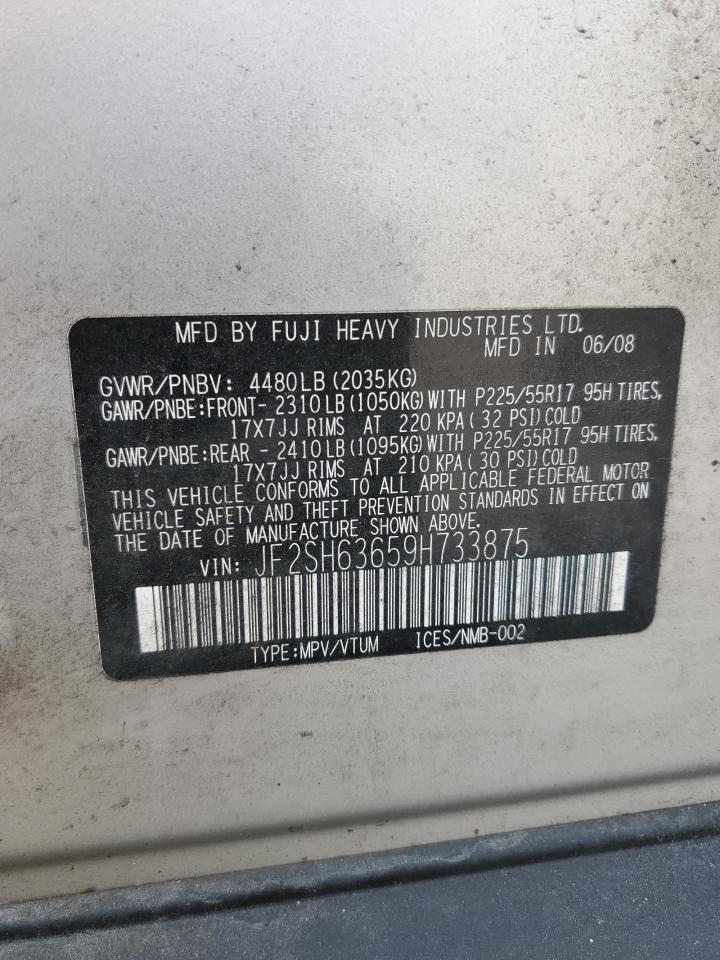 MFD BY FUJI HEAVY INDUSTRIES LTD.
MFD IN 06/08
GVWR/PNBV: 4480LB (2035KG)
GAWR/PNBE:FRONT- 2310LB (1050KG) WITH P225/55R17 95H TIRES,
17X7JJ RIMS AT 220 KPA ( 32 PSI) COLD
GAWR/PNBE:REAR - 2410LB (1095KG) WITH P225/55R17 95H TIRES,
17X7JJ RIMS AT 210 KPA ( 30 PSI) COLD
THIS VEHICLE CONFORMS TO ALL APPLICABLE FEDERAL MOTOR
VEHICLE SAFETY AND THEFT PREVENTION STANDARDS IN EFFECT ON
THE DATE OF MANUFACTURE SHOWN ABOVE.
VIN: JF2SH63659H733875
TYPE:MPV/VTUM ICES/NMB-002